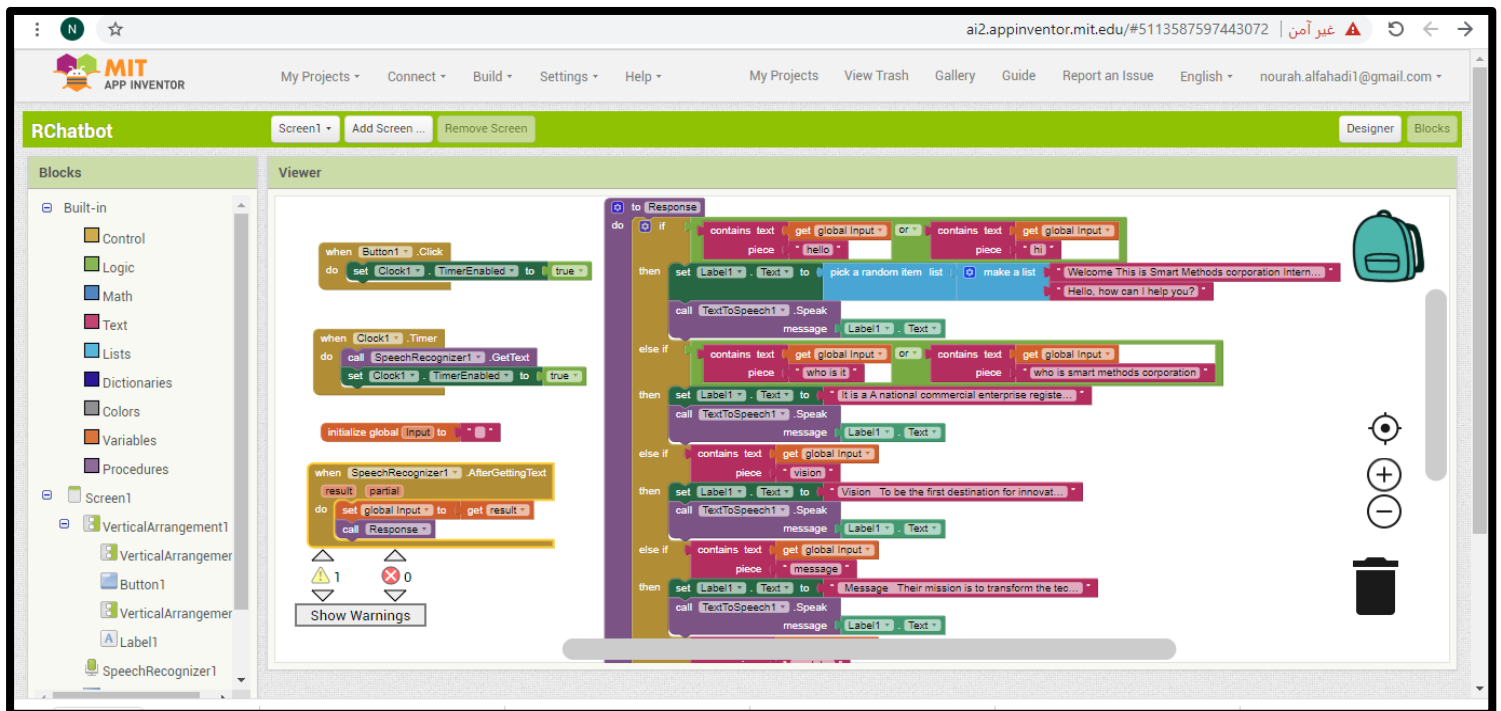 N
ai2.appinventor.mit.edu/#5113587597443072
غير آمن
MIT
APP INVENTOR
My Projects Connect Build Settings Help My Projects View Trash Gallery Guide Report an Issue English nourah.alfahadi1@gmail.com
RChatbot
Screen1 Add Screen ... Remove Screen
Designer Blocks
Blocks
Built-in
Control
Logic
Math
Text
Lists
Dictionaries
Colors
Variables
Procedures
Screen1
VerticalArrangement1
VerticalArrangemer
Button1
VerticalArrangemer
Label1
SpeechRecognizer1
Viewer
when Button1 .Click
do set Clock1 . TimerEnabled to true
when Clock1 .Timer
do call SpeechRecognizer1 .GetText
set Clock1 . TimerEnabled to true
initialize global Input to " "
when SpeechRecognizer1 .AfterGettingText
result partial
do set global Input to get result
call Response
1 0
Show Warnings
to Response
do if contains text get global Input or contains text get global Input
piece " hello " piece " hi "
then set Label1 . Text to pick a random item list make a list " Welcome This is Smart Methods corporation Intern... "
" Hello, how can I help you? "
call TextToSpeech1 .Speak
message Label1 . Text
else if contains text get global Input or contains text get global Input
piece " who is it " piece " who is smart methods corporation "
then set Label1 . Text to " It is a A national commercial enterprise registe... "
call TextToSpeech1 .Speak
message Label1 . Text
else if contains text get global Input
piece " vision "
then set Label1 . Text to " Vision To be the first destination for innovat... "
call TextToSpeech1 .Speak
message Label1 . Text
else if contains text get global Input
piece " message "
then set Label1 . Text to " Message Their mission is to transform the tec... "
call TextToSpeech1 .Speak
message Label1 . Text